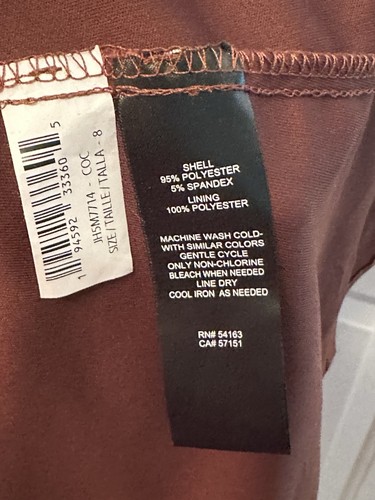 1 94592 33360 5
JHSM7714 - COC
SIZE/TAILLE/TALLA - 8
SHELL
95% POLYESTER
5% SPANDEX
LINING
100% POLYESTER
MACHINE WASH COLD-
WITH SIMILAR COLORS
GENTLE CYCLE
ONLY NON-CHLORINE
BLEACH WHEN NEEDED
LINE DRY
COOL IRON AS NEEDED
RN# 54163
CA# 57151